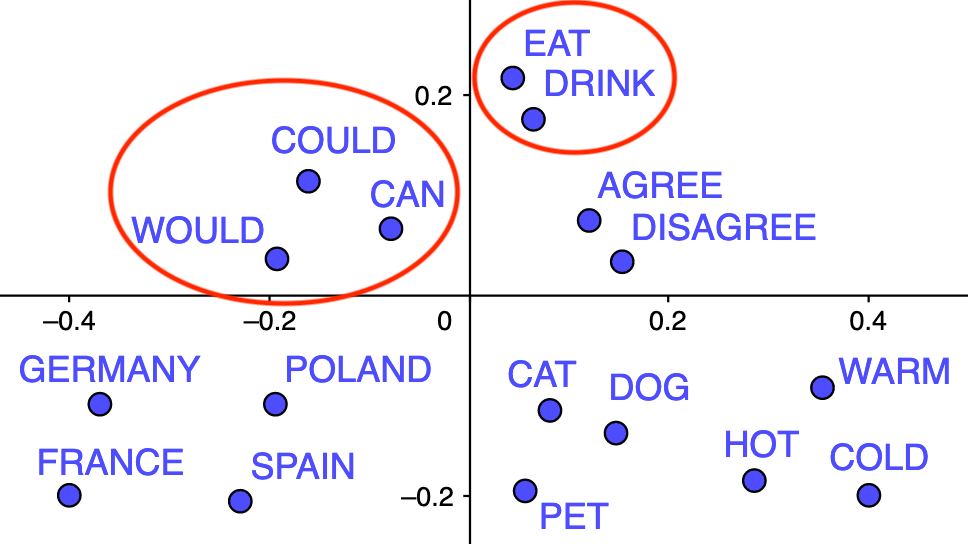 EAT
DRINK
0.2
COULD
CAN
WOULD
AGREE
DISAGREE
–0.4
–0.2
0
0.2
0.4
GERMANY
POLAND
CAT
DOG
WARM
FRANCE
SPAIN
HOT
COLD
–0.2
PET